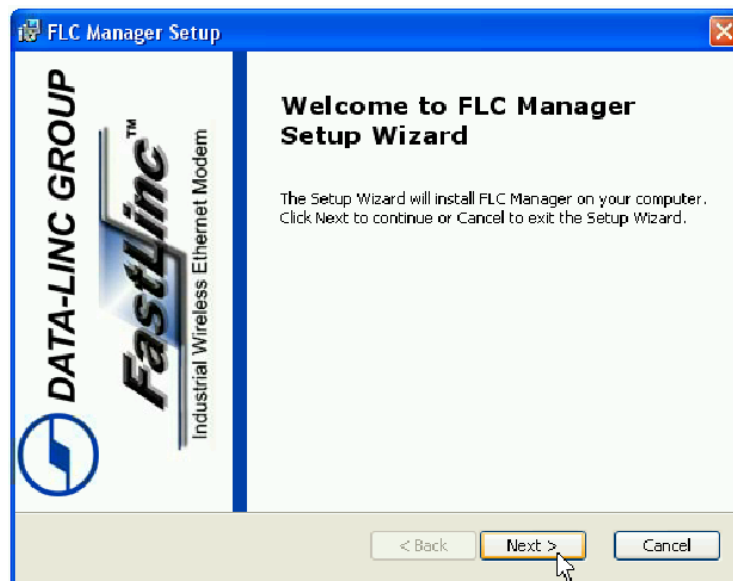 FLC Manager Setup
DATA-LINC GROUP
FastLinc™
Industrial Wireless Ethernet Modem
Welcome to FLC Manager
Setup Wizard
The Setup Wizard will install FLC Manager on your computer.
Click Next to continue or Cancel to exit the Setup Wizard.
< Back
Next >
Cancel